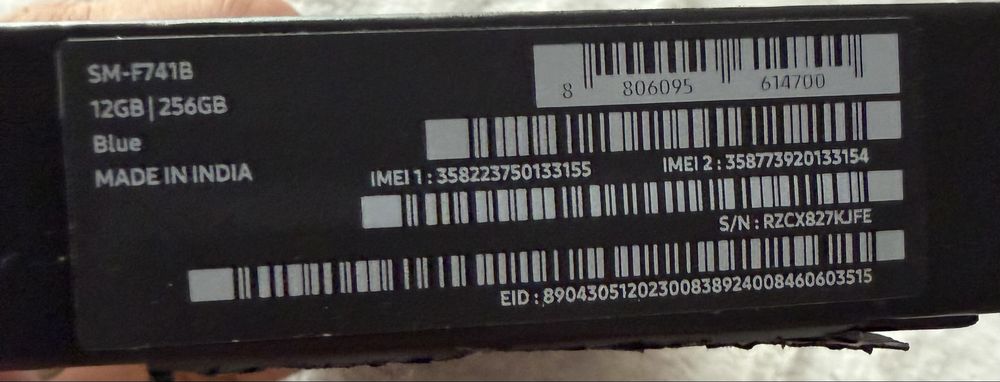 SM-F741B
12GB | 256GB
Blue
MADE IN INDIA
8 806095 614700
IMEI 1 : 358223750133155
IMEI 2 : 358773920133154
S/N : RZCX827KJFE
EID : 89043051202300838924008460603515